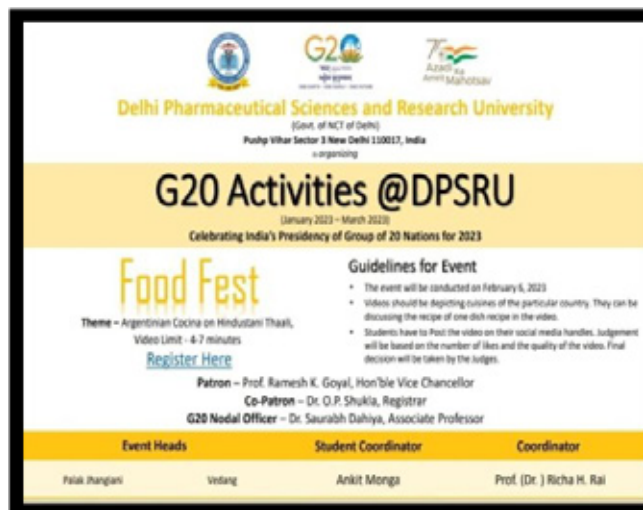 G20
75
Azadi Ka
Amrit Mahotsav
Delhi Pharmaceutical Sciences and Research University
(Govt. of NCT of Delhi)
Pushp Vihar Sector 3 New Delhi 110017, India
is organizing
G20 Activities @DPSRU
(January 2023 – March 2023)
Celebrating India's Presidency of Group of 20 Nations for 2023
Food Fest
Theme – Argentinian Cocina on Hindustani Thaali,
Video Limit - 4-7 minutes
Register Here
Guidelines for Event
• The event will be conducted on February 6, 2023
• Videos should be depicting cuisines of the particular country. They can be
discussing the recipe of one dish recipe in the video.
• Students have to Post the video on their social media handles. Judgement
will be based on the number of likes and the quality of the video. Final
decision will be taken by the Judges.
Patron – Prof. Ramesh K. Goyal, Hon'ble Vice Chancellor
Co-Patron – Dr. O.P. Shukla, Registrar
G20 Nodal Officer – Dr. Saurabh Dahiya, Associate Professor
Event Heads Student Coordinator Coordinator
Palak Jhangiani Vedang Ankit Monga Prof. (Dr. ) Richa H. Rai